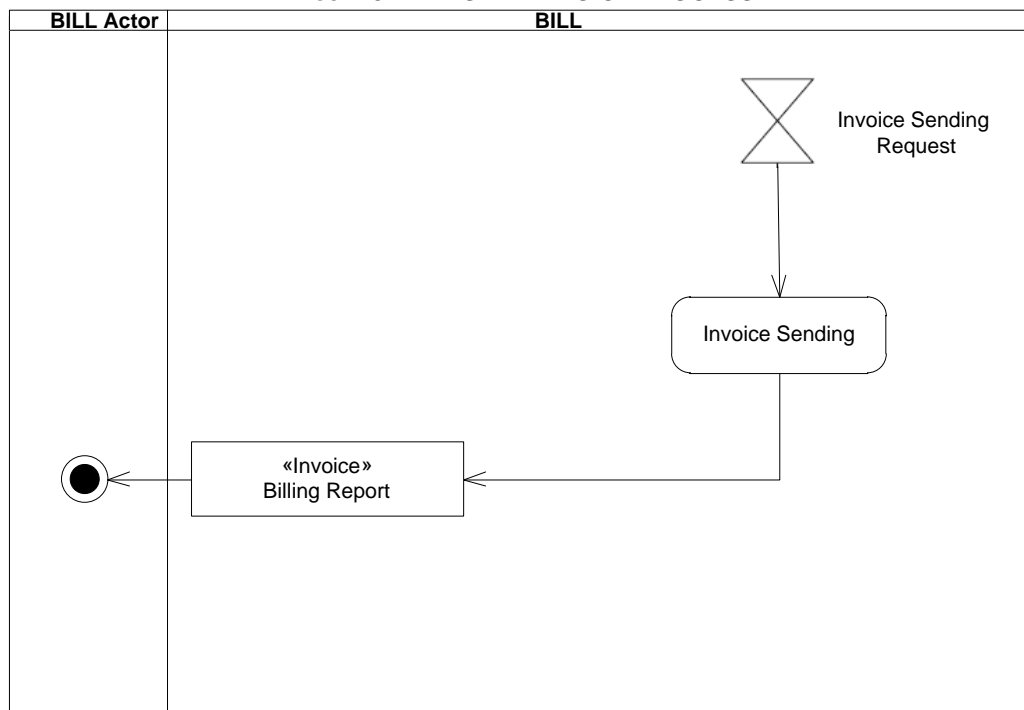 BILL Actor
BILL
Invoice Sending
Request
Invoice Sending
«Invoice»
Billing Report